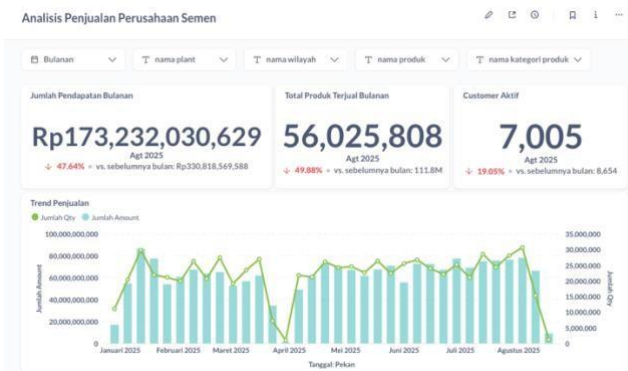 Analisis Penjualan Perusahaan Semen
Bulanan
nama plant
nama wilayah
nama produk
nama kategori produk
Jumlah Pendapatan Bulanan
Rp173,232,030,629
Agt 2025
47.64% • vs. sebelumnya bulan: Rp330,818,569,588
Total Produk Terjual Bulanan
56,025,808
Agt 2025
49.88% • vs. sebelumnya bulan: 111.8M
Customer Aktif
7,005
Agt 2025
19.05% • vs. sebelumnya bulan: 8,654
Trend Penjualan
Jumlah Qty
Jumlah Amount
100,000,000,000
80,000,000,000
60,000,000,000
40,000,000,000
20,000,000,000
0
Jumlah Amount
35,000,000
30,000,000
25,000,000
20,000,000
15,000,000
10,000,000
5,000,000
0
Jumlah Qty
Januari 2025
Februari 2025
Maret 2025
April 2025
Mei 2025
Juni 2025
Juli 2025
Agustus 2025
Tanggal: Pekan